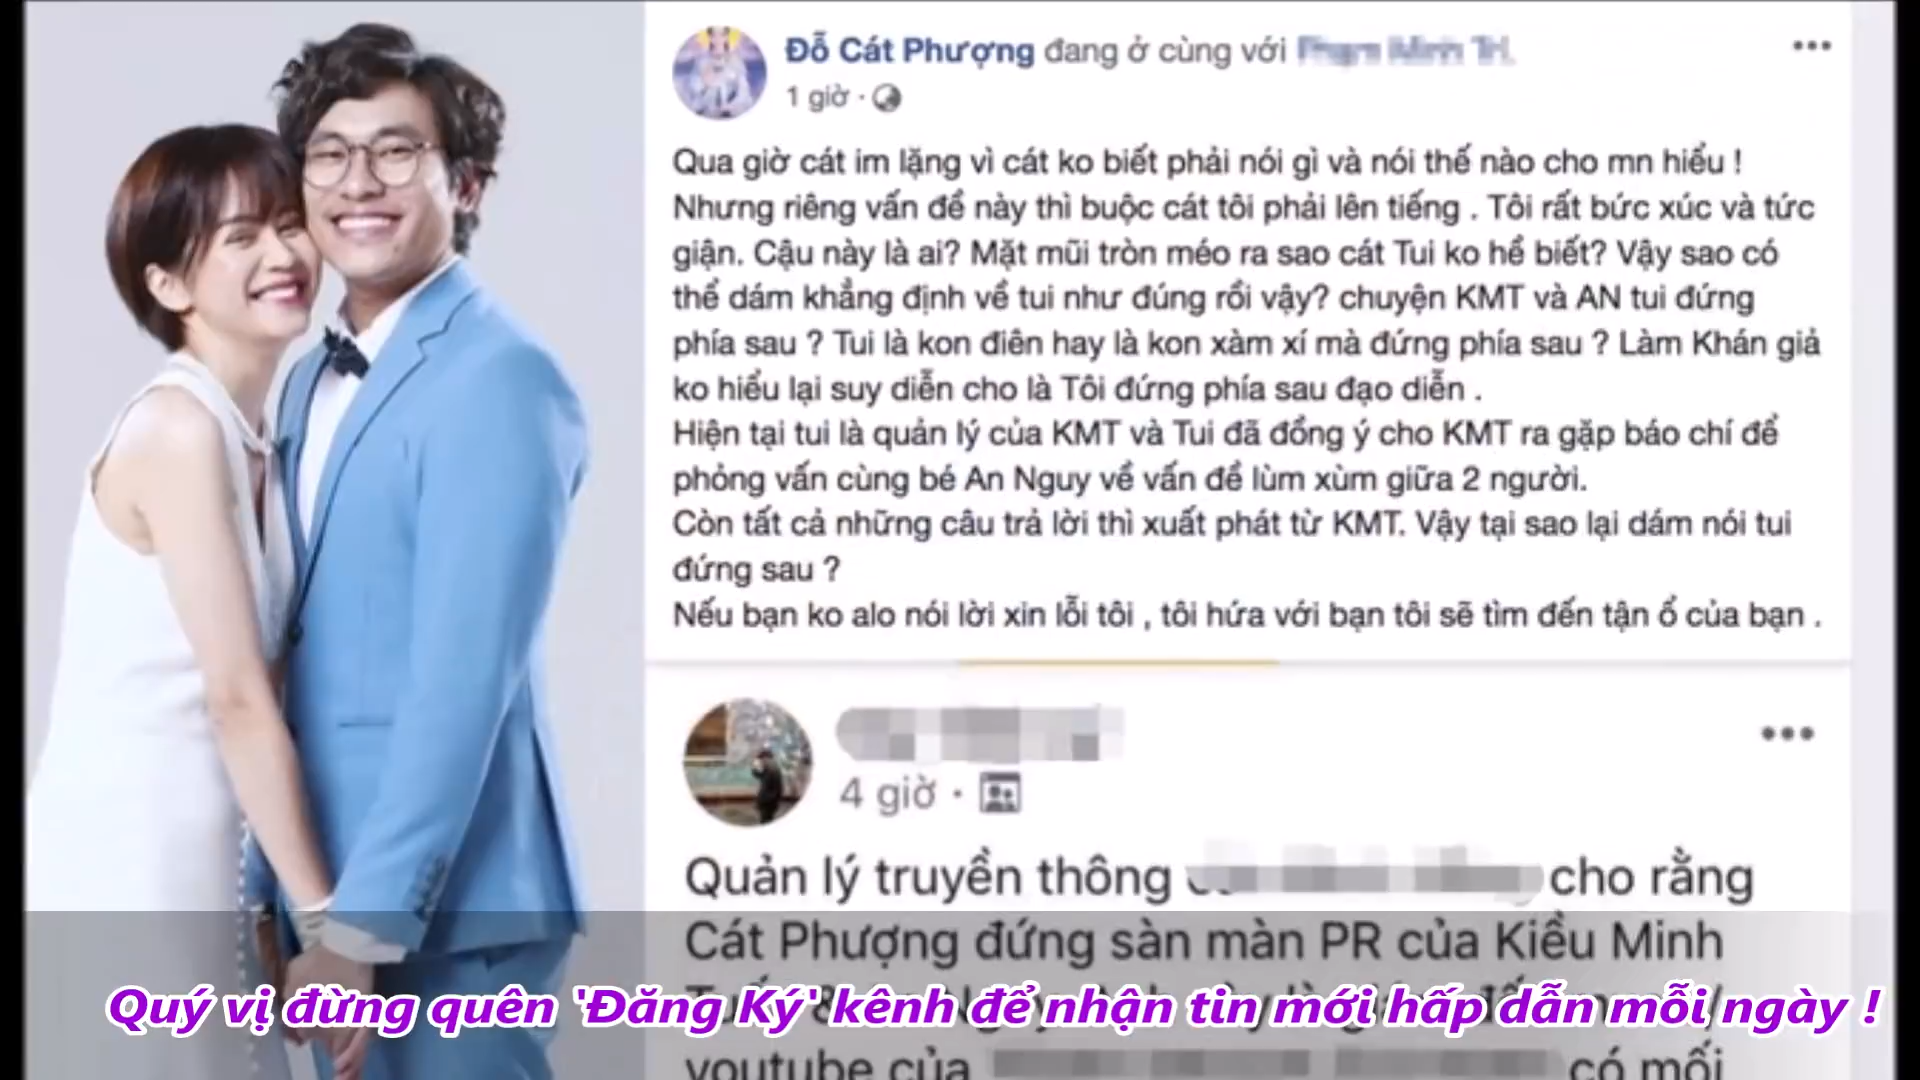 Đỗ Cát Phượng đang ở cùng với
1 giờ ·
Qua giờ cát im lặng vì cát ko biết phải nói gì và nói thế nào cho mn hiểu !
Nhưng riêng vấn đề này thì buộc cát tôi phải lên tiếng . Tôi rất bức xúc và tức
giận. Cậu này là ai? Mặt mũi tròn méo ra sao cát Tui ko hề biết? Vậy sao có
thể dám khẳng định về tui như đúng rồi vậy? chuyện KMT và AN tui đứng
phía sau ? Tui là kon điên hay là kon xàm xí mà đứng phía sau ? Làm Khán giả
ko hiểu lại suy diễn cho là Tôi đứng phía sau đạo diễn .
Hiện tại tui là quản lý của KMT và Tui đã đồng ý cho KMT ra gặp báo chí để
phỏng vấn cùng bé An Nguy về vấn đề lùm xùm giữa 2 người.
Còn tất cả những câu trả lời thì xuất phát từ KMT. Vậy tại sao lại dám nói tui
đứng sau ?
Nếu bạn ko alo nói lời xin lỗi tôi , tôi hứa với bạn tôi sẽ tìm đến tận ổ của bạn .
4 giờ ·
Quản lý truyền thông cho rằng
Cát Phượng đứng sàn màn PR của Kiều Minh
Quý vị đừng quên 'Đăng Ký' kênh để nhận tin mới hấp dẫn mỗi ngày !
youtube của có mối